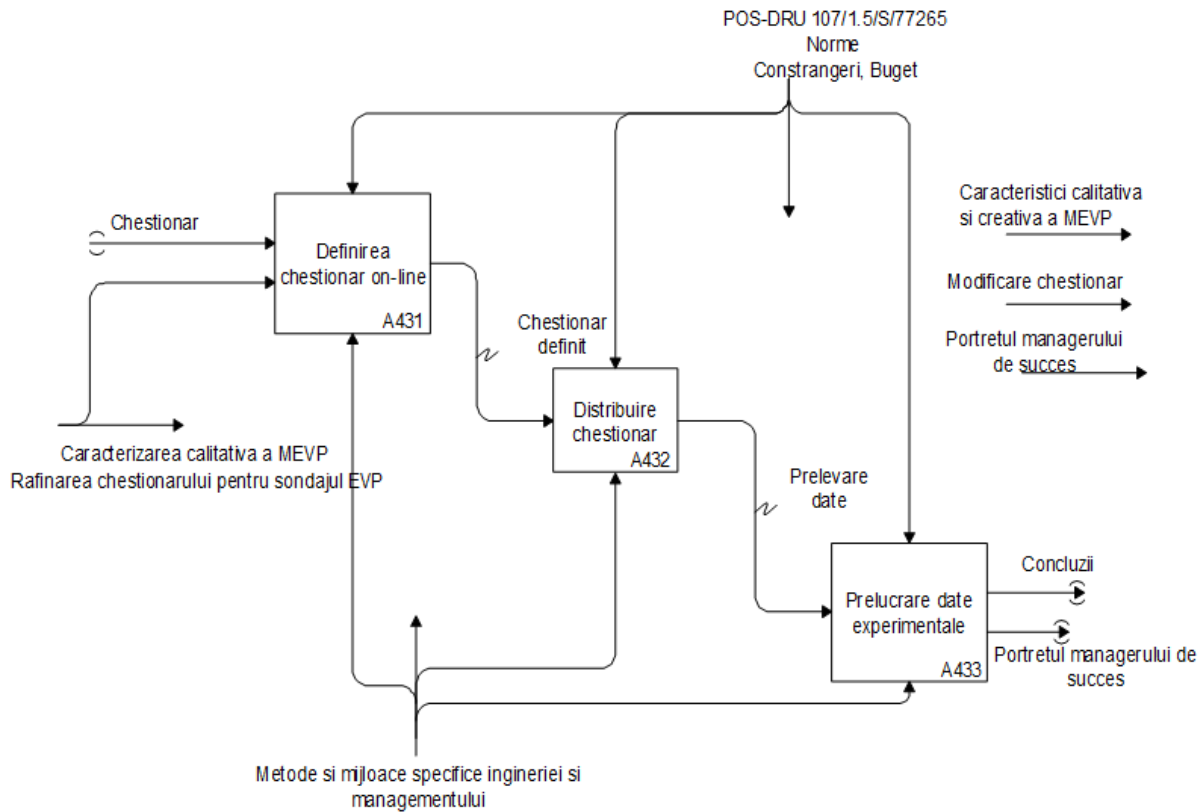 POS-DRU 107/1.5/S/77265
Norme
Constrangeri, Buget
Chestionar
Definirea
chestionar on-line
A431
Caracteristici calitativa
si creativa a MEVP
Modificare chestionar
Portretul managerului
de succes
Chestionar
definit
Distribuire
chestionar
A432
Caracterizarea calitativa a MEVP
Rafinarea chestionarului pentru sondajul EVP
Prelevare
date
Prelucrare date
experimentale
A433
Concluzii
Portretul managerului de
succes
Metode si mijloace specifice ingineriei si
managementului